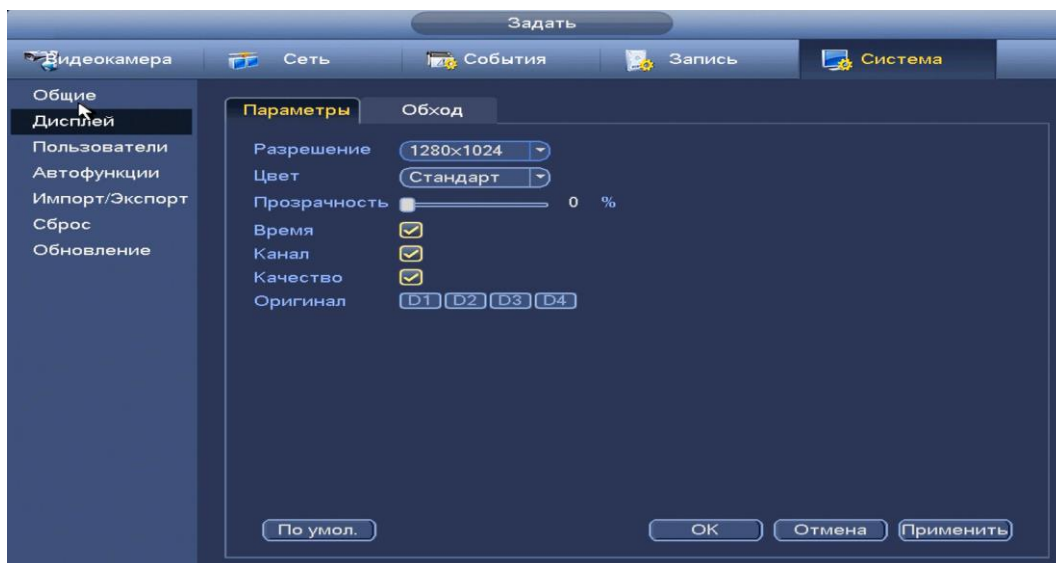 Задать
Видеокамера Сеть События Запись Система
Общие
Дисплей
Пользователи
Автофункции
Импорт/Экспорт
Сброс
Обновление
Параметры Обход
Разрешение 1280x1024
Цвет Стандарт
Прозрачность 0 %
Время
Канал
Качество
Оригинал D1 D2 D3 D4
По умол. OK Отмена Применить